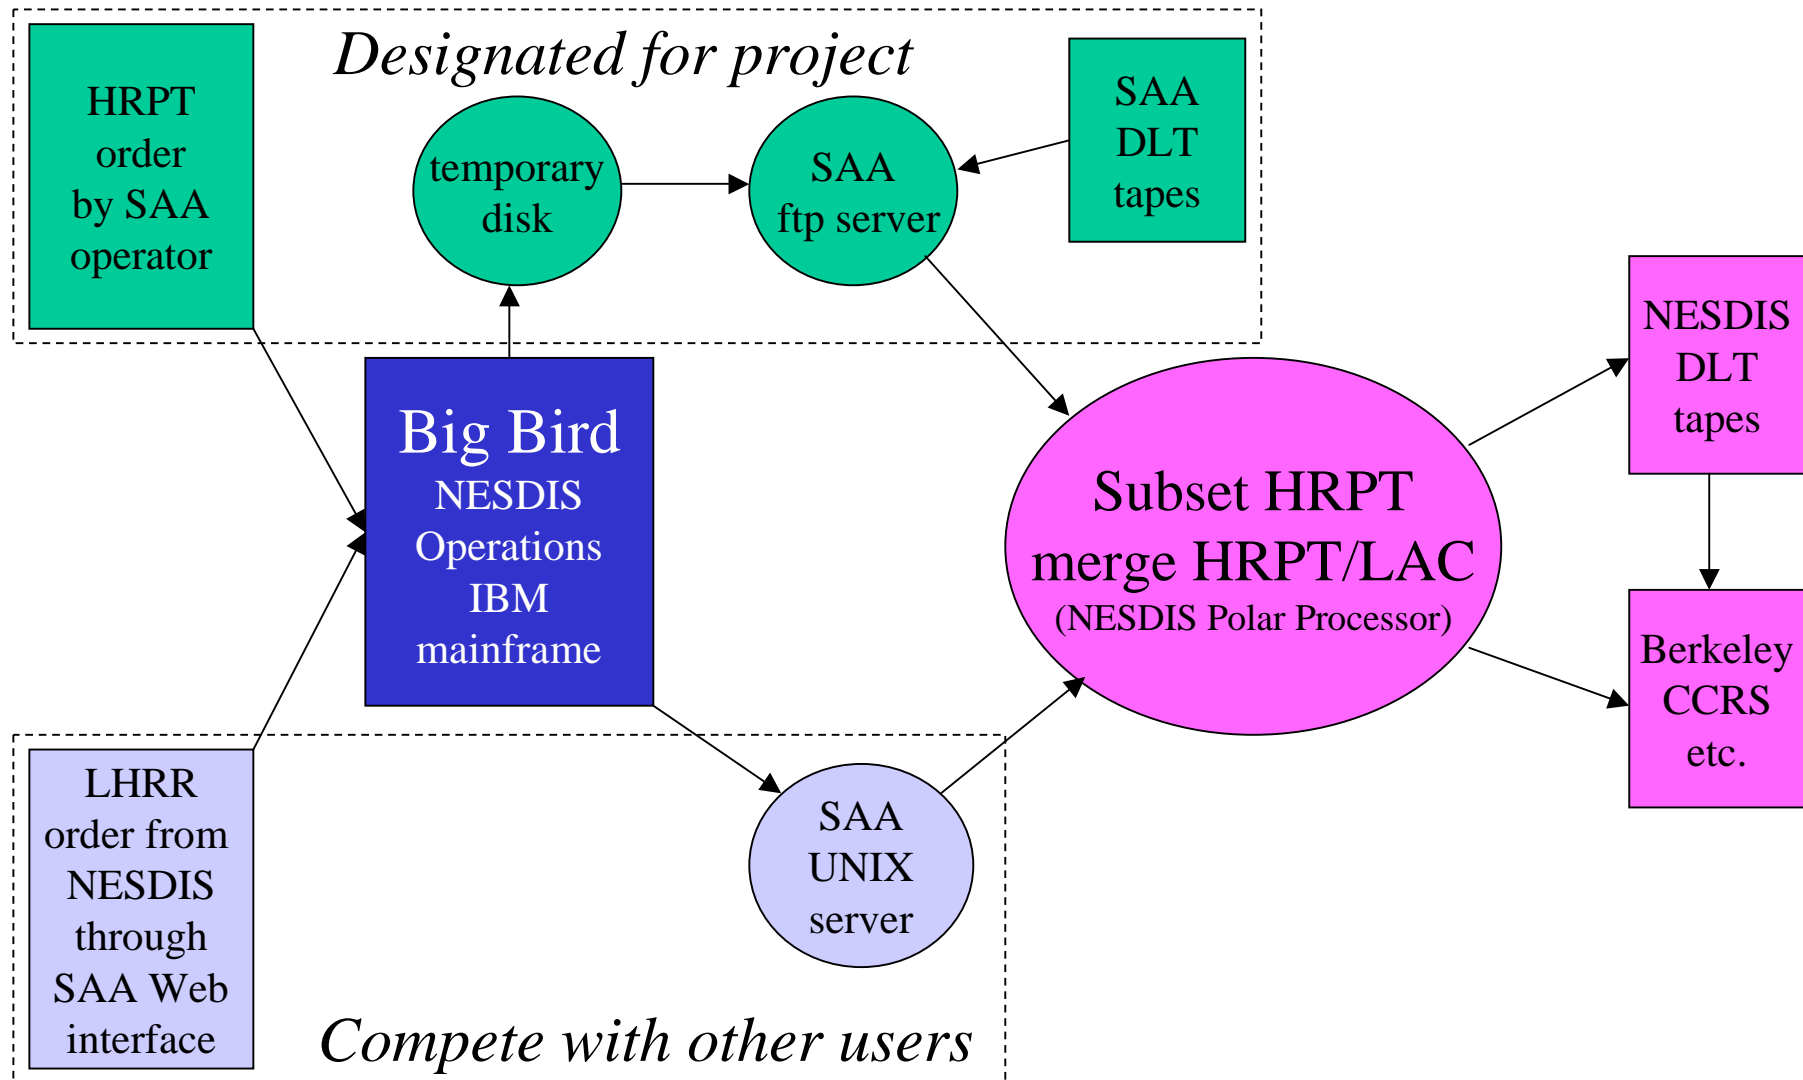 Designated for project
HRPT
order
by SAA
operator
temporary
disk
SAA
ftp server
SAA
DLT
tapes
Big Bird
NESDIS
Operations
IBM
mainframe
Subset HRPT
merge HRPT/LAC
(NESDIS Polar Processor)
NESDIS
DLT
tapes
Berkeley
CCRS
etc.
LHRR
order from
NESDIS
through
SAA Web
interface
SAA
UNIX
server
Compete with other users